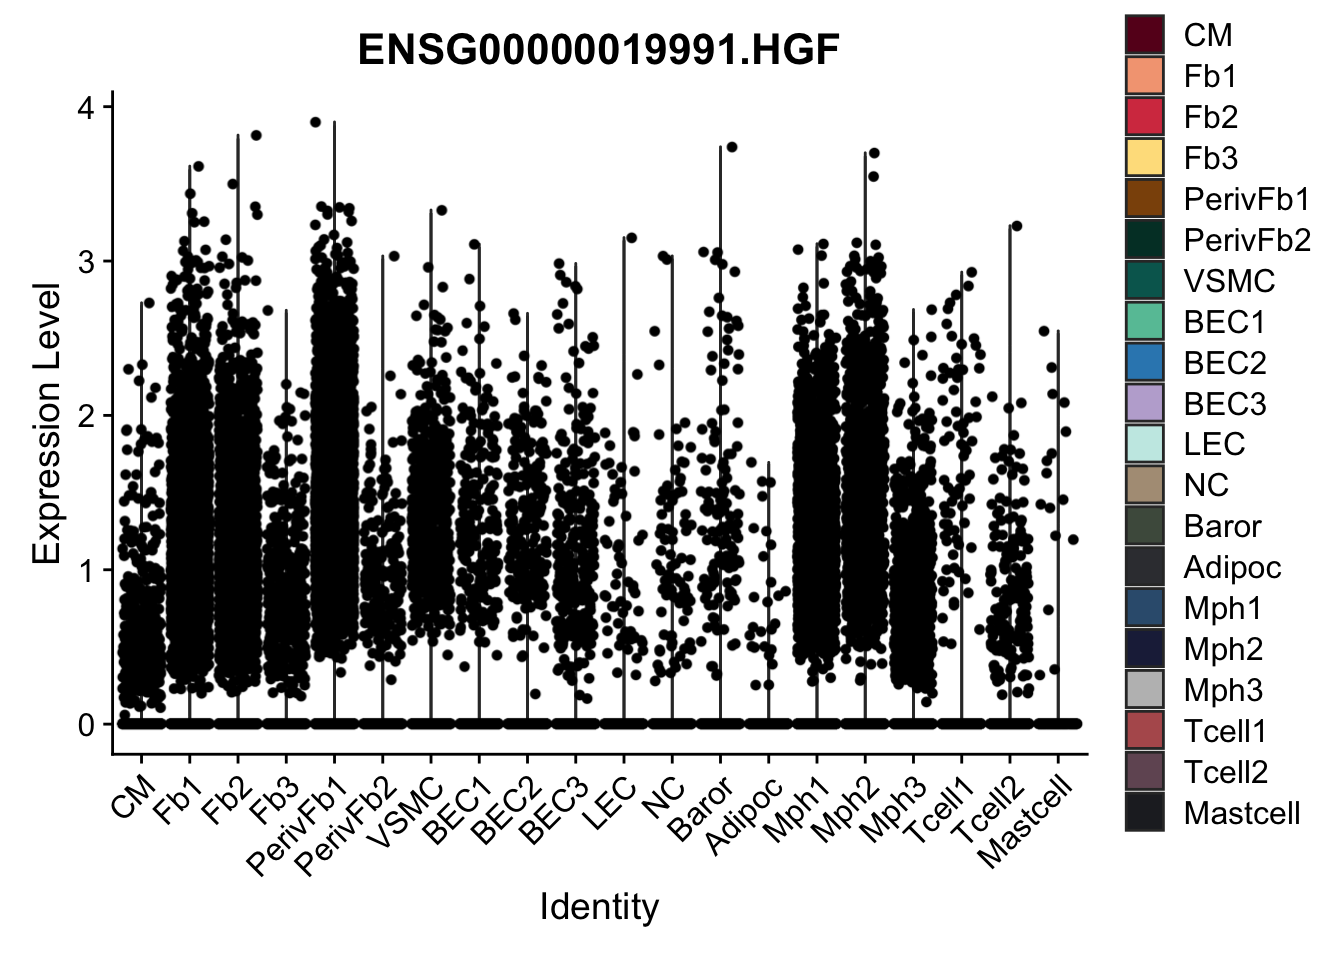 ENSG00000019991.HGF
Expression Level
4
3
2
1
0
CM
Fb1
Fb2
Fb3
PerivFb1
PerivFb2
VSMC
BEC1
BEC2
BEC3
LEC
NC
Baror
Adipoc
Mph1
Mph2
Mph3
Tcell1
Tcell2
Mastcell
Identity
CM
Fb1
Fb2
Fb3
PerivFb1
PerivFb2
VSMC
BEC1
BEC2
BEC3
LEC
NC
Baror
Adipoc
Mph1
Mph2
Mph3
Tcell1
Tcell2
Mastcell